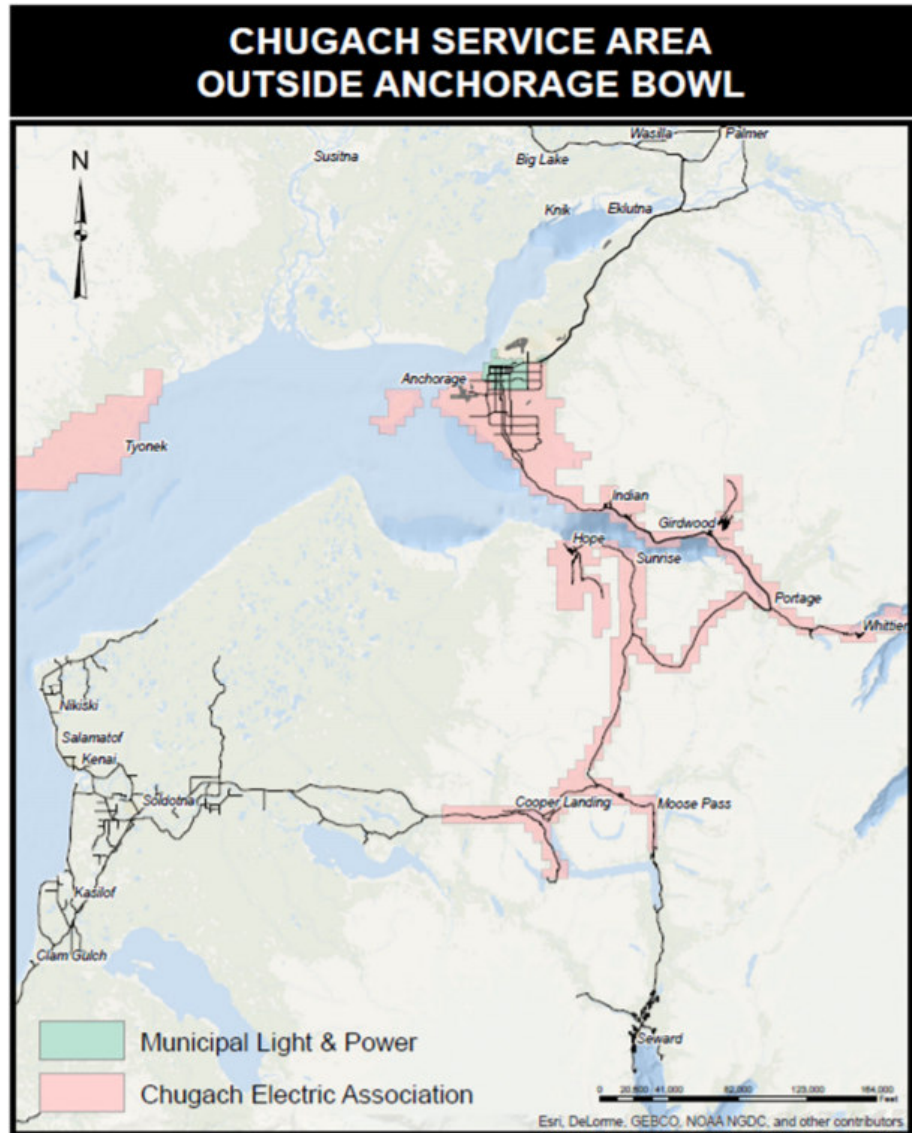 CHUGACH SERVICE AREA
OUTSIDE ANCHORAGE BOWL
N
Susitna
Big Lake
Wasilla
Palmer
Knik
Eklutna
Anchorage
Tyonek
Indian
Girdwood
Hope
Sunrise
Portage
Whittier
Nikiski
Salamatof
Kenai
Soldotna
Cooper Landing
Moose Pass
Kasilof
Clam Gulch
Seward
Municipal Light & Power
Chugach Electric Association
0 20,500 41,000 82,000 123,000 164,000
Feet
Esri, DeLorme, GEBCO, NOAA NGDC, and other contributors